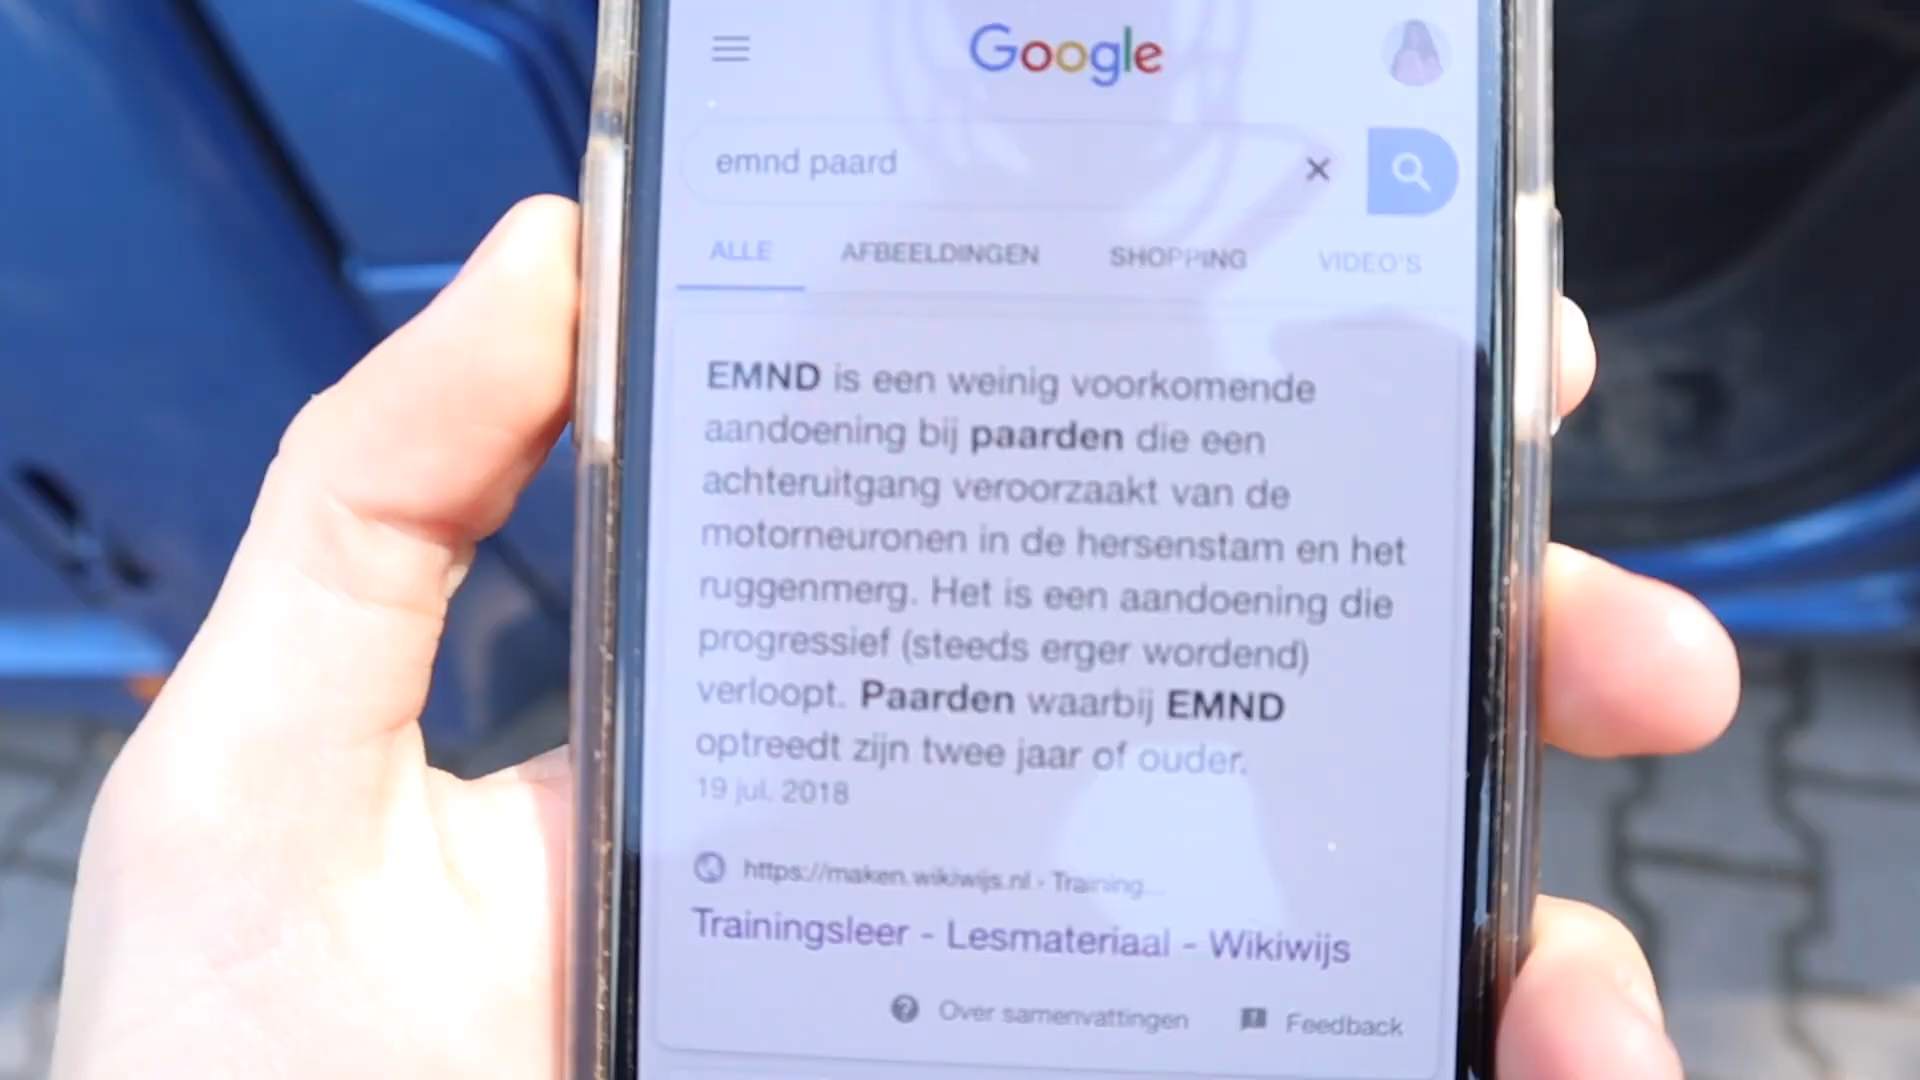 Google
emnd paard
ALLE AFBEELDINGEN SHOPPING VIDEO'S
EMND is een weinig voorkomende
aandoening bij paarden die een
achteruitgang veroorzaakt van de
motorneuronen in de hersenstam en het
ruggenmerg. Het is een aandoening die
progressief (steeds erger wordend)
verloopt. Paarden waarbij EMND
optreedt zijn twee jaar of ouder.
19 jul. 2018
https://maken.wikiwijs.nl › Training...
Trainingsleer - Lesmateriaal - Wikiwijs
Over samenvattingen Feedback